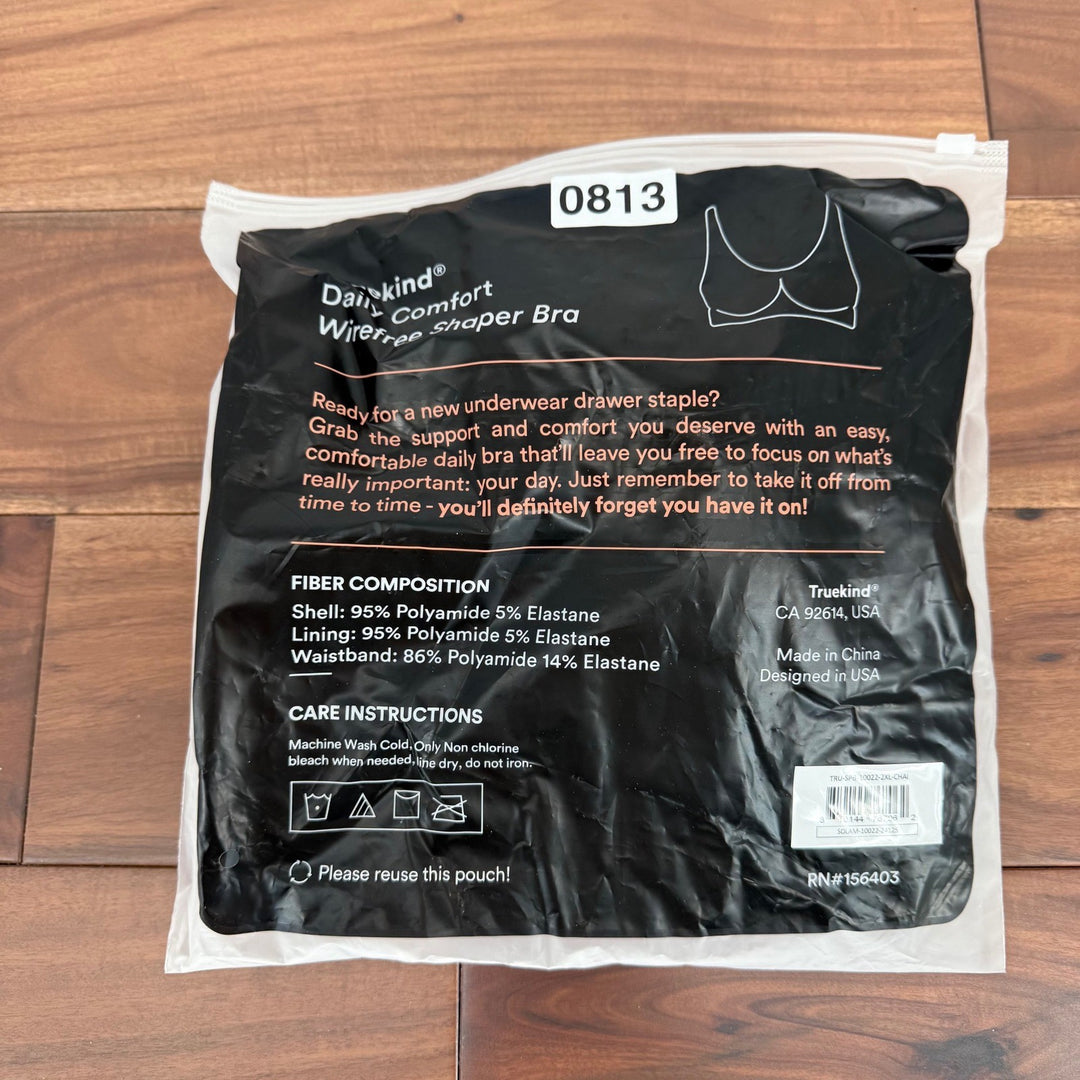 0813
kind®
Daily Comfort
Wirefree Shaper Bra
Ready for a new underwear drawer staple?
Grab the support and comfort you deserve with an easy,
comfortable daily bra that'll leave you free to focus on what's
really important: your day. Just remember to take it off from
time to time - you'll definitely forget you have it on!
FIBER COMPOSITION
Shell: 95% Polyamide 5% Elastane
Lining: 95% Polyamide 5% Elastane
Waistband: 86% Polyamide 14% Elastane
Truekind®
CA 92614, USA
Made in China
Designed in USA
CARE INSTRUCTIONS
Machine Wash Cold, Only Non chlorine
bleach when needed, line dry, do not iron.
Please reuse this pouch!
RN#156403